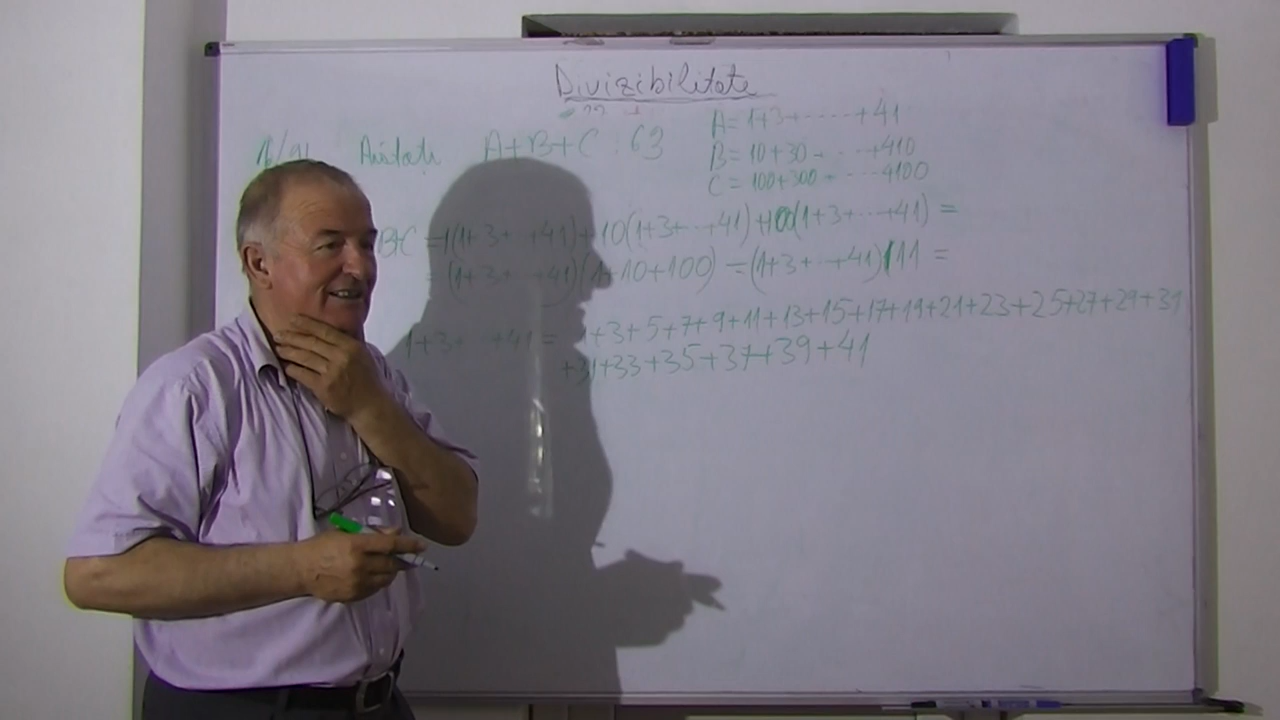 Divizibilitate
A+B+C ⋮ 63
A = 1+3+·····+41
B = 10+30+···+410
C = 100+300+···4100
B+C = 1(1+3+··+41)+10(1+3+···+41)+100(1+3+···+41) =
= (1+3+··+41)(1+10+100) = (1+3+···+41)111 =
1+3+··+41 = 1+3+5+7+9+11+13+15+17+19+21+23+25+27+29+31
+31+33+35+37+39+41